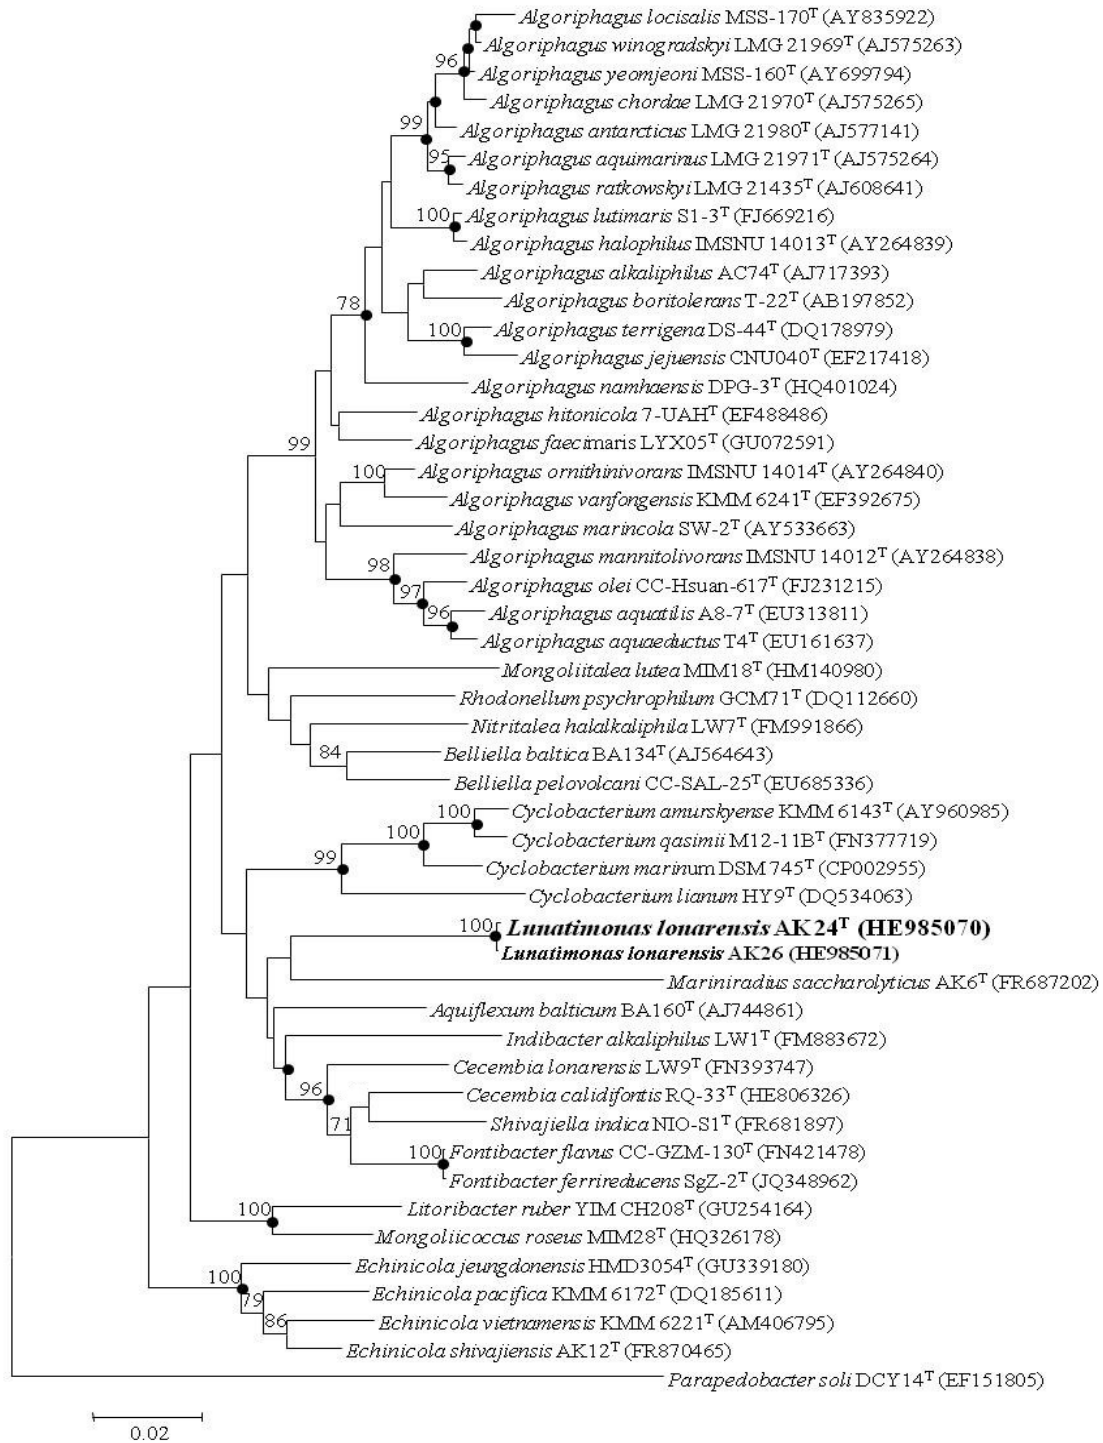 Algoriphagus locisalis MSS-170T (AY835922)
Algoriphagus winogradskyi LMG 21969T (AJ575263)
96
Algoriphagus yeomjeoni MSS-160T (AY699794)
Algoriphagus chordae LMG 21970T (AJ575265)
99
Algoriphagus antarcticus LMG 21980T (AJ577141)
95
Algoriphagus aquimarinus LMG 21971T (AJ575264)
Algoriphagus ratkowskyi LMG 21435T (AJ608641)
100
Algoriphagus lutimaris S1-3T (FJ669216)
Algoriphagus halophilus IMSNU 14013T (AY264839)
Algoriphagus alkaliphilus AC74T (AJ717393)
78
Algoriphagus boritolerans T-22T (AB197852)
100
Algoriphagus terrigena DS-44T (DQ178979)
Algoriphagus jejuensis CNU040T (EF217418)
Algoriphagus namhaensis DPG-3T (HQ401024)
Algoriphagus hitonicola 7-UAHT (EF488486)
99
Algoriphagus faecimaris LYX05T (GU072591)
100
Algoriphagus ornithinivorans IMSNU 14014T (AY264840)
Algoriphagus vanfongensis KMM 6241T (EF392675)
Algoriphagus marincola SW-2T (AY533663)
98
Algoriphagus mannitolivorans IMSNU 14012T (AY264838)
97
Algoriphagus olei CC-Hsuan-617T (FJ231215)
96
Algoriphagus aquatilis A8-7T (EU313811)
Algoriphagus aquaeductus T4T (EU161637)
Mongoliitalea lutea MIM18T (HM140980)
Rhodonellum psychrophilum GCM71T (DQ112660)
Nitritalea halalkaliphila LW7T (FM991866)
84
Belliella baltica BA134T (AJ564643)
Belliella pelovolcani CC-SAL-25T (EU685336)
100
Cyclobacterium amurskyense KMM 6143T (AY960985)
100
Cyclobacterium qasimii M12-11BT (FN377719)
99
Cyclobacterium marinum DSM 745T (CP002955)
Cyclobacterium lianum HY9T (DQ534063)
100
Lunatimonas lonarensis AK24T (HE985070)
Lunatimonas lonarensis AK26 (HE985071)
Mariniradius saccharolyticus AK6T (FR687202)
Aquiflexum balticum BA160T (AJ744861)
Indibacter alkaliphilus LW1T (FM883672)
Cecembia lonarensis LW9T (FN393747)
96
Cecembia calidifontis RQ-33T (HE806326)
71
Shivajiella indica NIO-S1T (FR681897)
100
Fontibacter flavus CC-GZM-130T (FN421478)
Fontibacter ferrireducens SgZ-2T (JQ348962)
100
Litoribacter ruber YIM CH208T (GU254164)
Mongoliicoccus roseus MIM28T (HQ326178)
100
Echinicola jeungdonensis HMD3054T (GU339180)
79
Echinicola pacifica KMM 6172T (DQ185611)
86
Echinicola vietnamensis KMM 6221T (AM406795)
Echinicola shivajiensis AK12T (FR870465)
Parapedobacter soli DCY14T (EF151805)
0.02